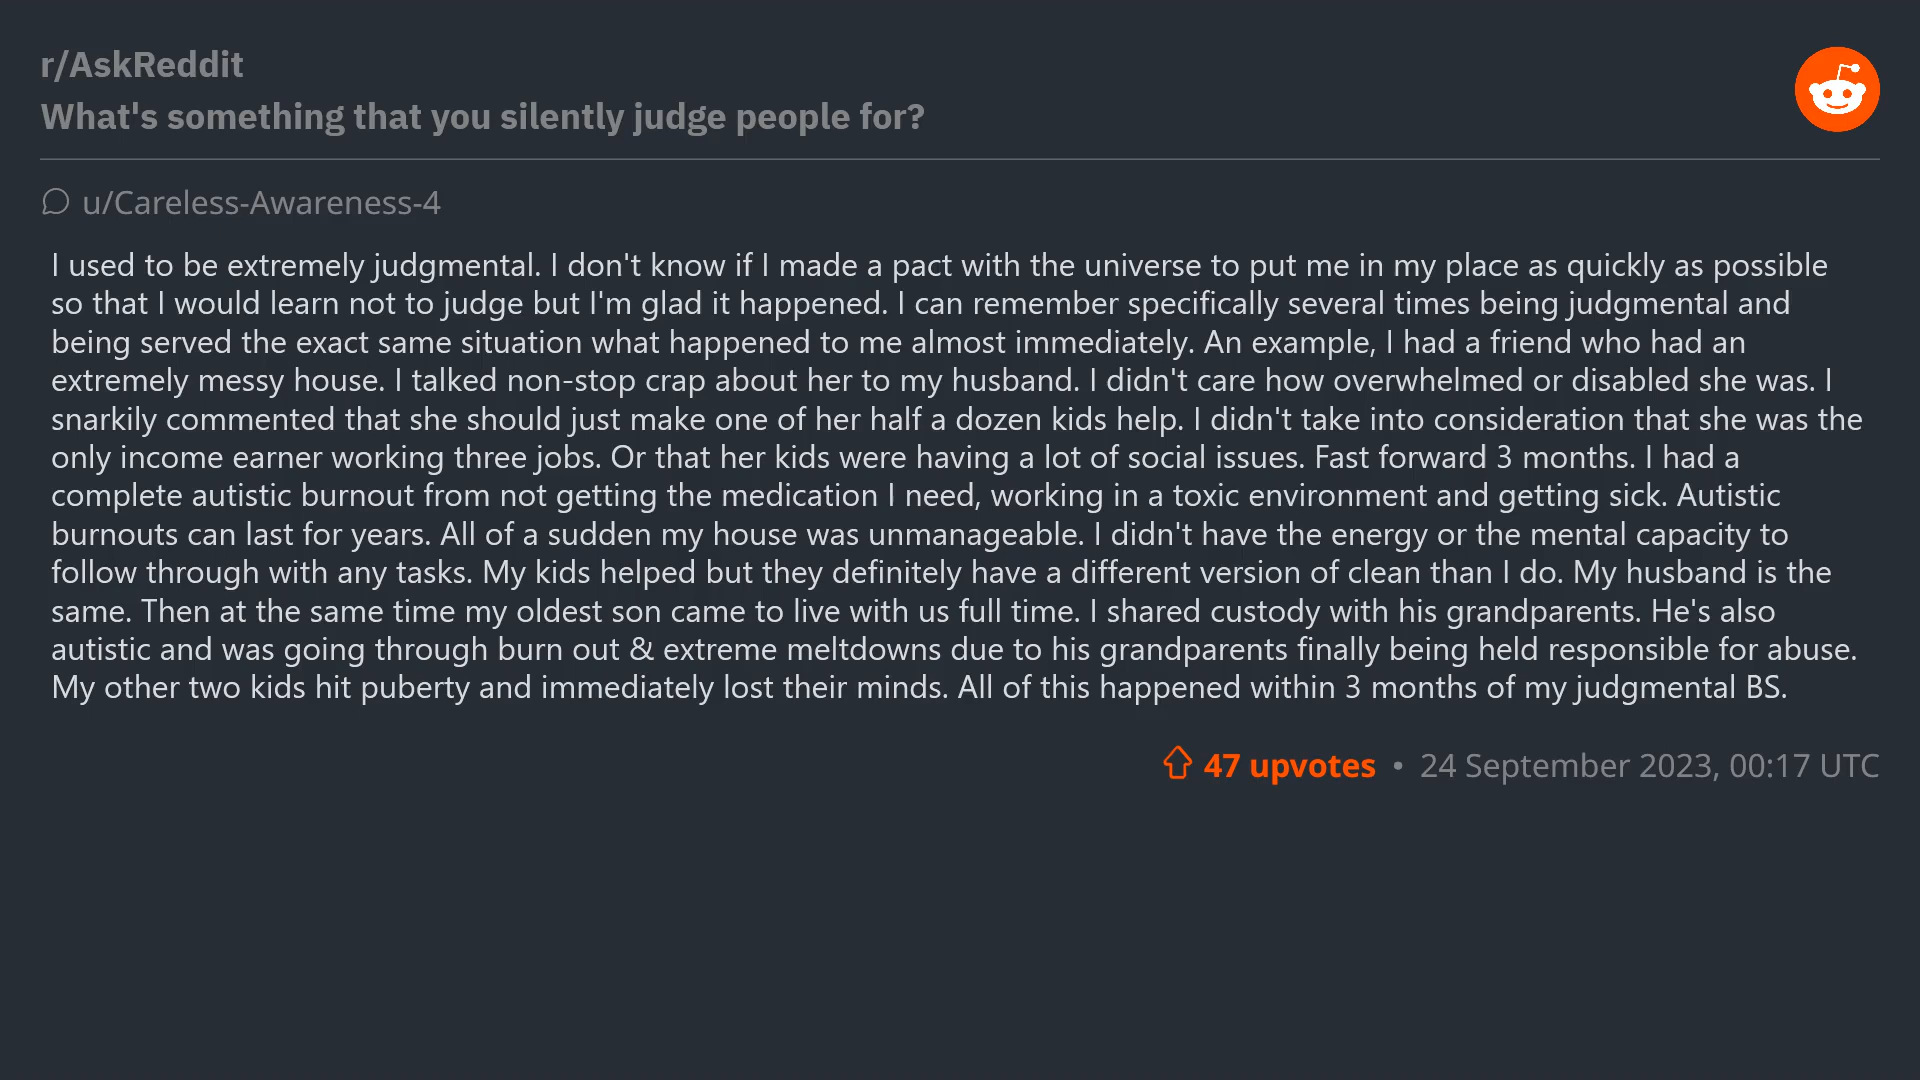 r/AskReddit
What's something that you silently judge people for?
u/Careless-Awareness-4
I used to be extremely judgmental. I don't know if I made a pact with the universe to put me in my place as quickly as possible
so that I would learn not to judge but I'm glad it happened. I can remember specifically several times being judgmental and
being served the exact same situation what happened to me almost immediately. An example, I had a friend who had an
extremely messy house. I talked non-stop crap about her to my husband. I didn't care how overwhelmed or disabled she was. I
snarkily commented that she should just make one of her half a dozen kids help. I didn't take into consideration that she was the
only income earner working three jobs. Or that her kids were having a lot of social issues. Fast forward 3 months. I had a
complete autistic burnout from not getting the medication I need, working in a toxic environment and getting sick. Autistic
burnouts can last for years. All of a sudden my house was unmanageable. I didn't have the energy or the mental capacity to
follow through with any tasks. My kids helped but they definitely have a different version of clean than I do. My husband is the
same. Then at the same time my oldest son came to live with us full time. I shared custody with his grandparents. He's also
autistic and was going through burn out & extreme meltdowns due to his grandparents finally being held responsible for abuse.
My other two kids hit puberty and immediately lost their minds. All of this happened within 3 months of my judgmental BS.
47 upvotes • 24 September 2023, 00:17 UTC